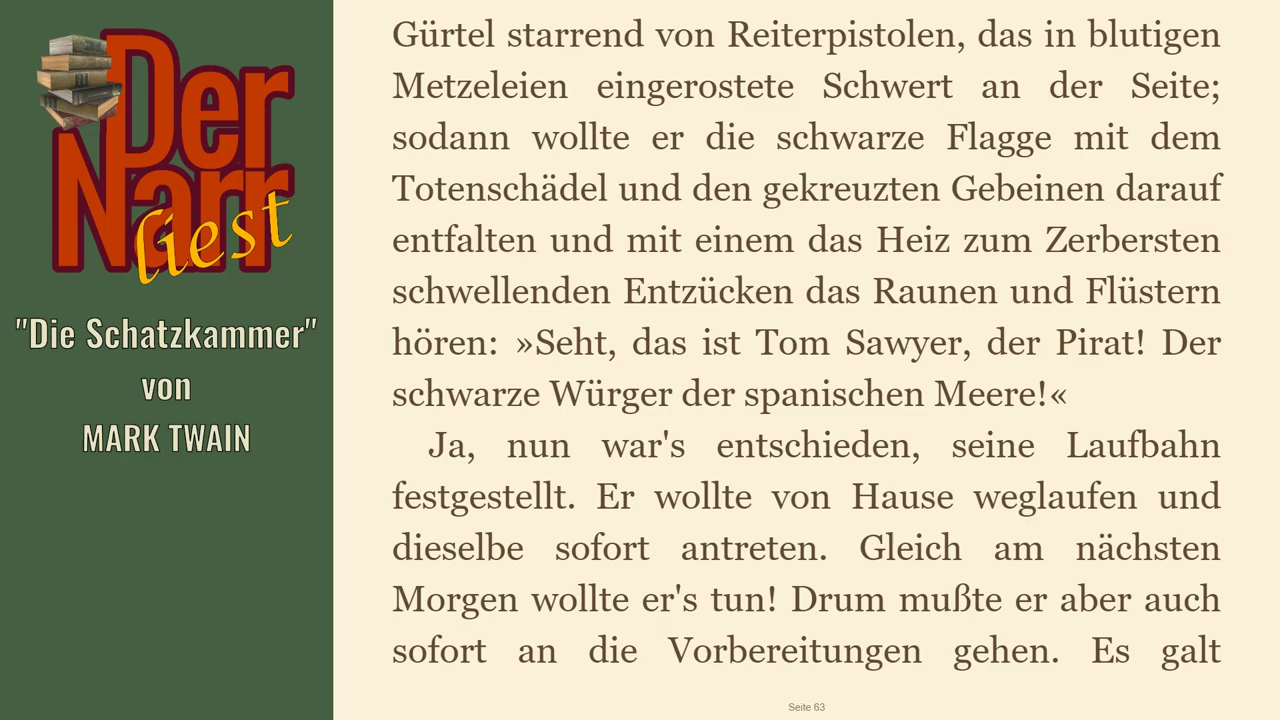 Der
Narr
liest
"Die Schatzkammer"
von
MARK TWAIN
Gürtel starrend von Reiterpistolen, das in blutigen
Metzeleien eingerostete Schwert an der Seite;
sodann wollte er die schwarze Flagge mit dem
Totenschädel und den gekreuzten Gebeinen darauf
entfalten und mit einem das Heiz zum Zerbersten
schwellenden Entzücken das Raunen und Flüstern
hören: »Seht, das ist Tom Sawyer, der Pirat! Der
schwarze Würger der spanischen Meere!«
Ja, nun war's entschieden, seine Laufbahn
festgestellt. Er wollte von Hause weglaufen und
dieselbe sofort antreten. Gleich am nächsten
Morgen wollte er's tun! Drum mußte er aber auch
sofort an die Vorbereitungen gehen. Es galt
Seite 63